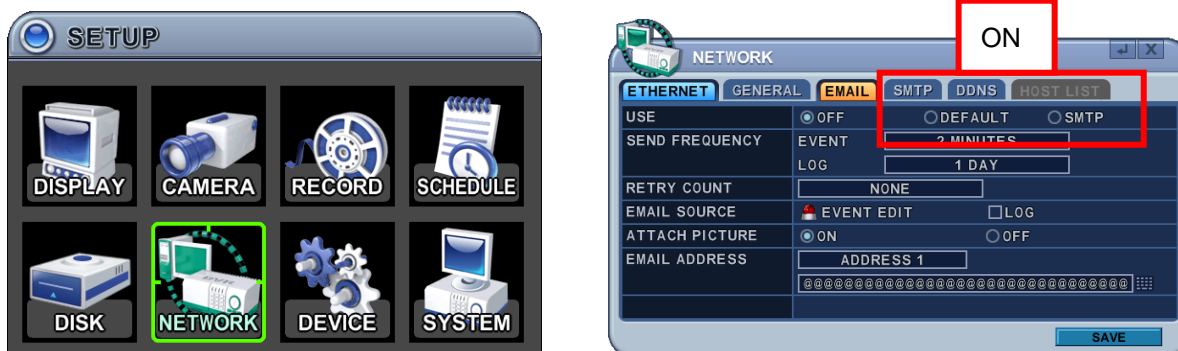 SETUP
DISPLAY CAMERA RECORD SCHEDULE
DISK NETWORK DEVICE SYSTEM
ON
NETWORK
ETHERNET GENERAL EMAIL SMTP DDNS HOST LIST
USE OFF DEFAULT SMTP
SEND FREQUENCY EVENT 2 MINUTES
LOG 1 DAY
RETRY COUNT NONE
EMAIL SOURCE EVENT EDIT LOG
ATTACH PICTURE ON OFF
EMAIL ADDRESS ADDRESS 1
@@@@@@@@@@@@@@@@@@@@@@@@@@@@@@@@
SAVE